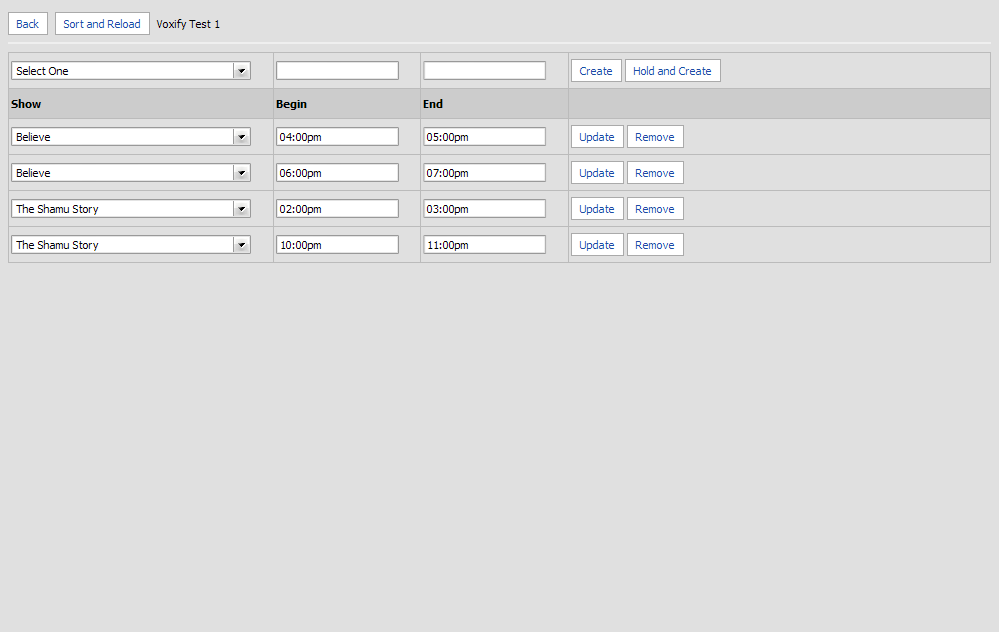 Back Sort and Reload Voxify Test 1
Select One Create Hold and Create
Show Begin End
Believe 04:00pm 05:00pm Update Remove
Believe 06:00pm 07:00pm Update Remove
The Shamu Story 02:00pm 03:00pm Update Remove
The Shamu Story 10:00pm 11:00pm Update Remove